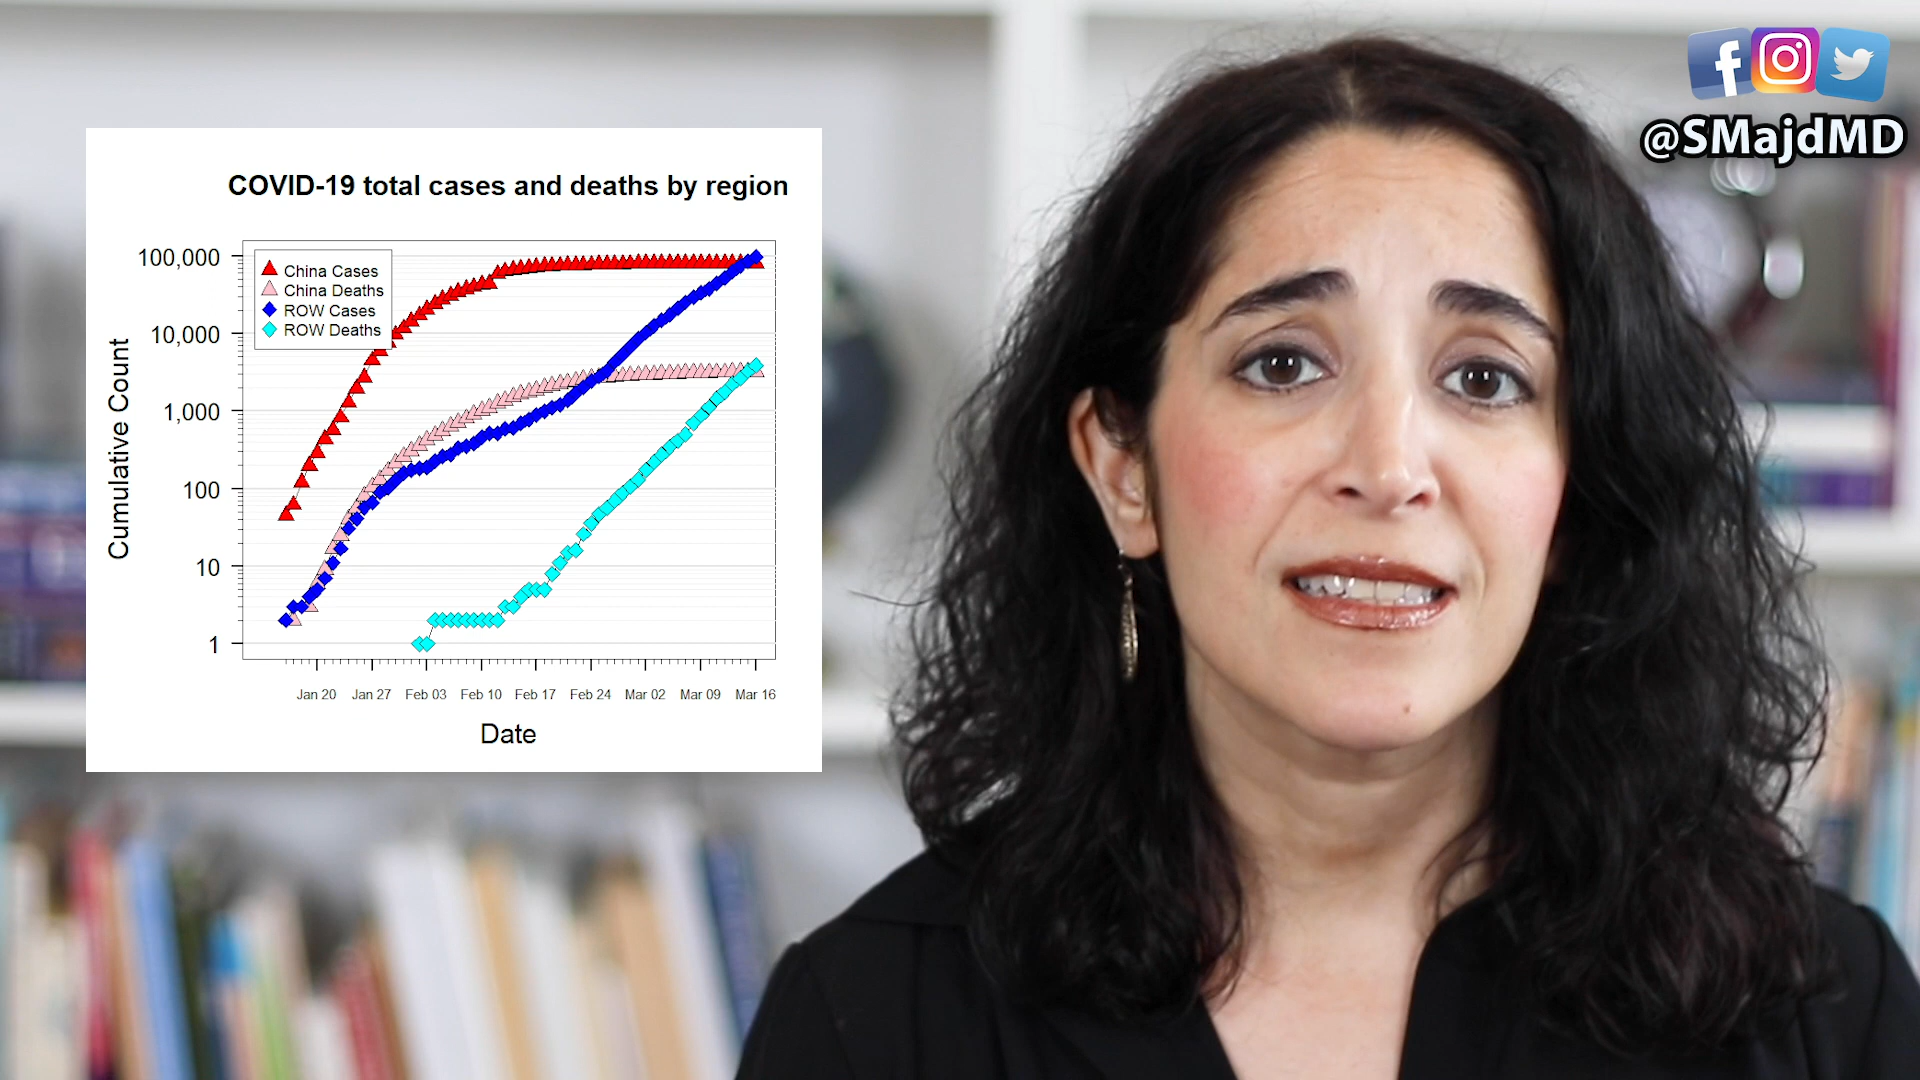 @SMajdMD
COVID-19 total cases and deaths by region
China Cases
China Deaths
ROW Cases
ROW Deaths
Cumulative Count
100,000
10,000
1,000
100
10
1
Jan 20 Jan 27 Feb 03 Feb 10 Feb 17 Feb 24 Mar 02 Mar 09 Mar 16
Date